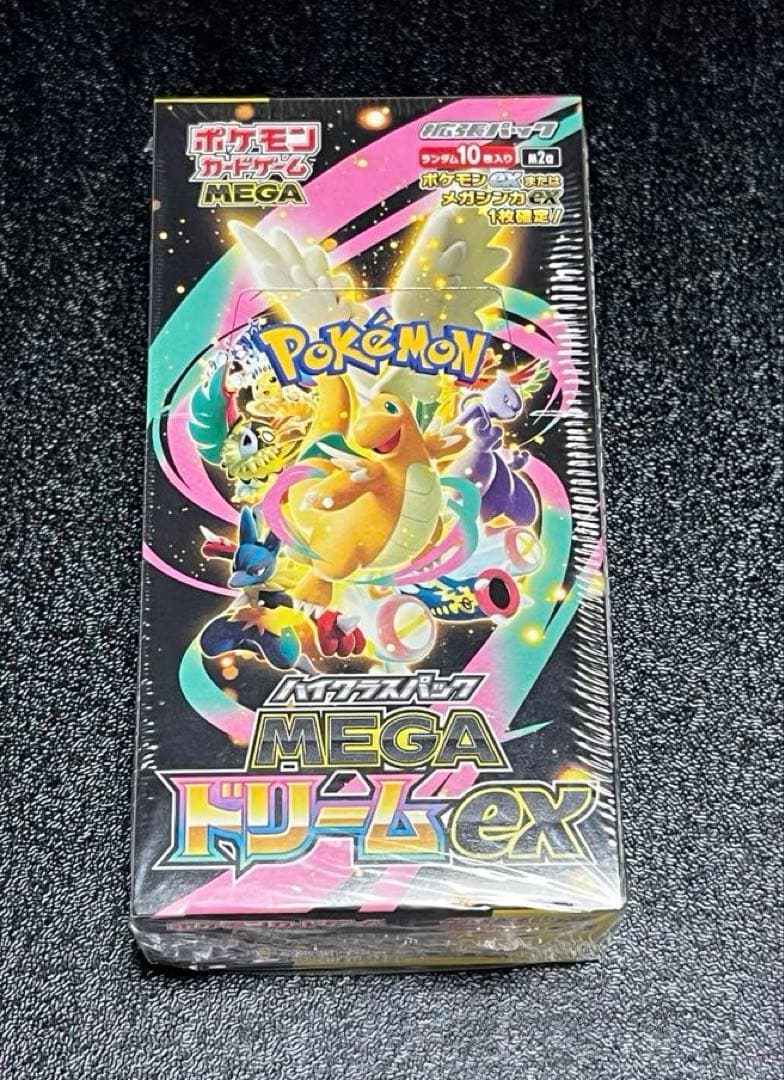 ポケモン
カードゲーム
MEGA
拡張パック
ランダム10枚入り M2a
ポケモンexまたは
メガシンカex
1枚確定!
POKéMON
ハイクラスパック
MEGA
ドリームex